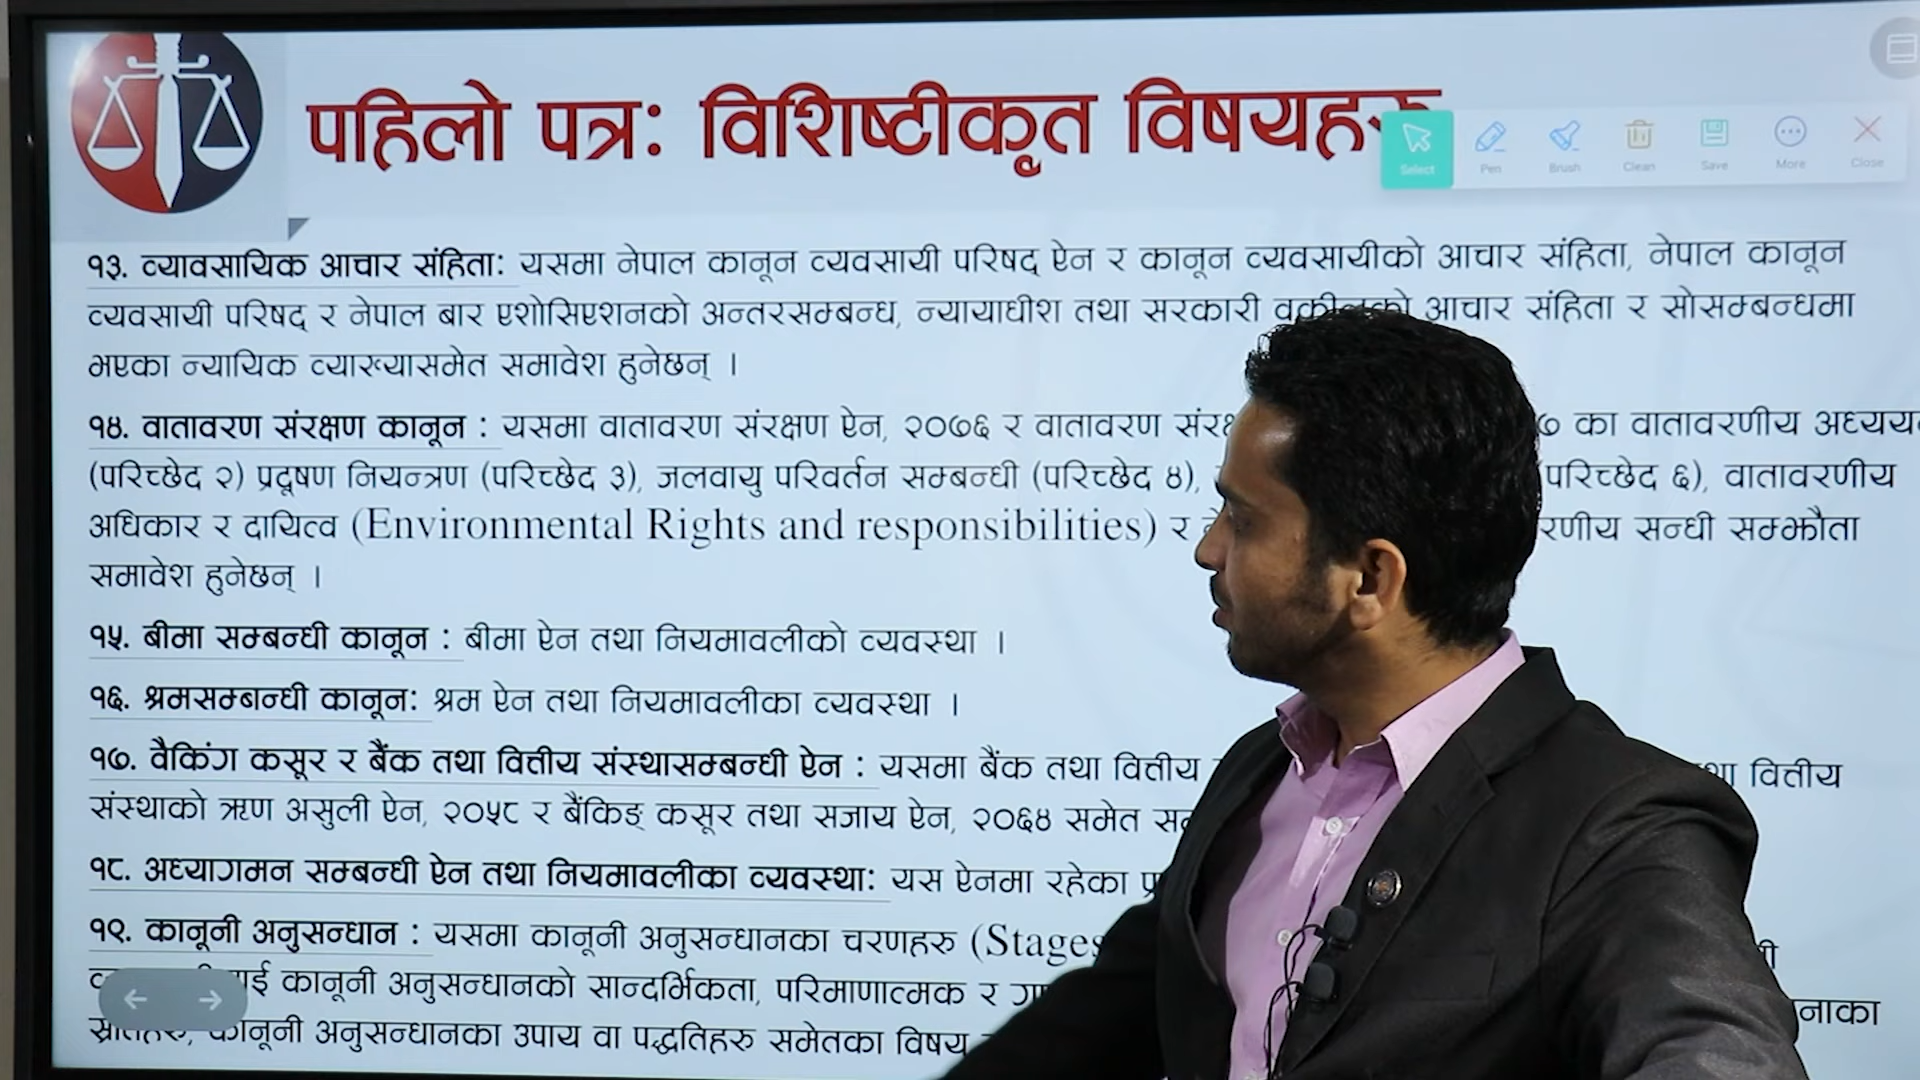 पहिलो पत्र: विशिष्टीकृत विषयहरु
Select Pen Brush Clean Save More Close
१३. व्यावसायिक आचार संहिता: यसमा नेपाल कानून व्यवसायी परिषद् ऐन र कानून व्यवसायीको आचार संहिता, नेपाल कानून
व्यवसायी परिषद् र नेपाल बार एशोसिएशनको अन्तरसम्बन्ध, न्यायाधीश तथा सरकारी वकीलको आचार संहिता र सोसम्बन्धमा
भएका न्यायिक व्याख्यासमेत समावेश हुनेछन् ।
१४. वातावरण संरक्षण कानून : यसमा वातावरण संरक्षण ऐन, २०७६ र वातावरण का वातावरणीय
(परिच्छेद २) प्रदूषण नियन्त्रण (परिच्छेद ३), जलवायु परिवर्तन सम्बन्धी (परिच्छेद ४), परिच्छेद ६), वातावरणीय
अधिकार र दायित्व (Environmental Rights and responsibilities) र सन्धी सम्झौता
समावेश हुनेछन् ।
१५. बीमा सम्बन्धी कानून : बीमा ऐन तथा नियमावलीको व्यवस्था ।
१६. श्रमसम्बन्धी कानून: श्रम ऐन तथा नियमावलीका व्यवस्था ।
१७. वैकिंग कसूर र बैंक तथा वित्तीय संस्थासम्बन्धी ऐन : यसमा बैंक तथा वित्तीय वित्तीय
संस्थाको ऋण असुली ऐन, २०५८ र बैंकिङ् कसूर तथा सजाय ऐन, २०६४ समेत
१८. अध्यागमन सम्बन्धी ऐन तथा नियमावलीका व्यवस्था: यस ऐनमा रहेका
१९. कानूनी अनुसन्धान : यसमा कानूनी अनुसन्धानका चरणहरु (Stages
कानूनी अनुसन्धानको सान्दर्भिकता, परिमाणात्मक र
कानूनी अनुसन्धानका उपाय वा पद्धतिहरु समेतका विषय